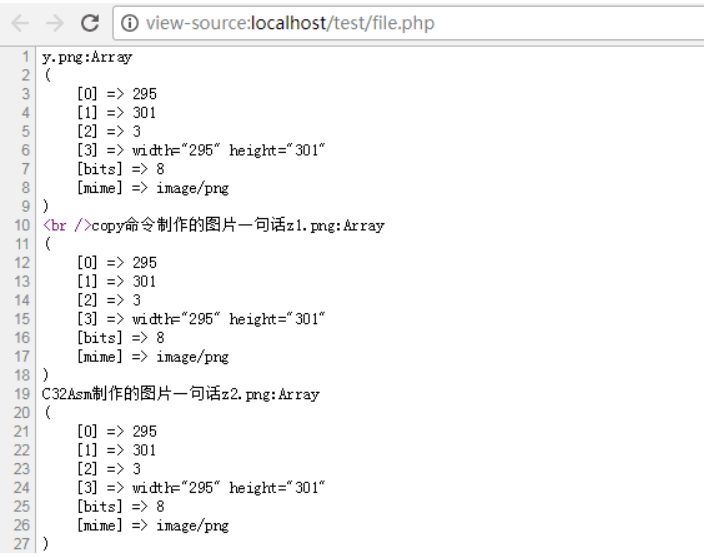 view-source:localhost/test/file.php
1 y.png:Array
2 (
3 [0] => 295
4 [1] => 301
5 [2] => 3
6 [3] => width="295" height="301"
7 [bits] => 8
8 [mime] => image/png
9 )
10 <br />copy命令制作的图片一句话z1.png:Array
11 (
12 [0] => 295
13 [1] => 301
14 [2] => 3
15 [3] => width="295" height="301"
16 [bits] => 8
17 [mime] => image/png
18 )
19 C32Asm制作的图片一句话z2.png:Array
20 (
21 [0] => 295
22 [1] => 301
23 [2] => 3
24 [3] => width="295" height="301"
25 [bits] => 8
26 [mime] => image/png
27 )